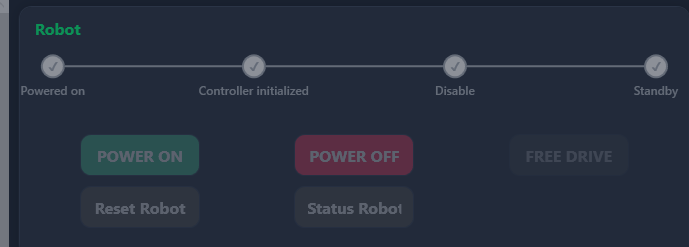 Robot
Powered on Controller initialized Disable Standby
POWER ON POWER OFF FREE DRIVE
Reset Robot Status Robot